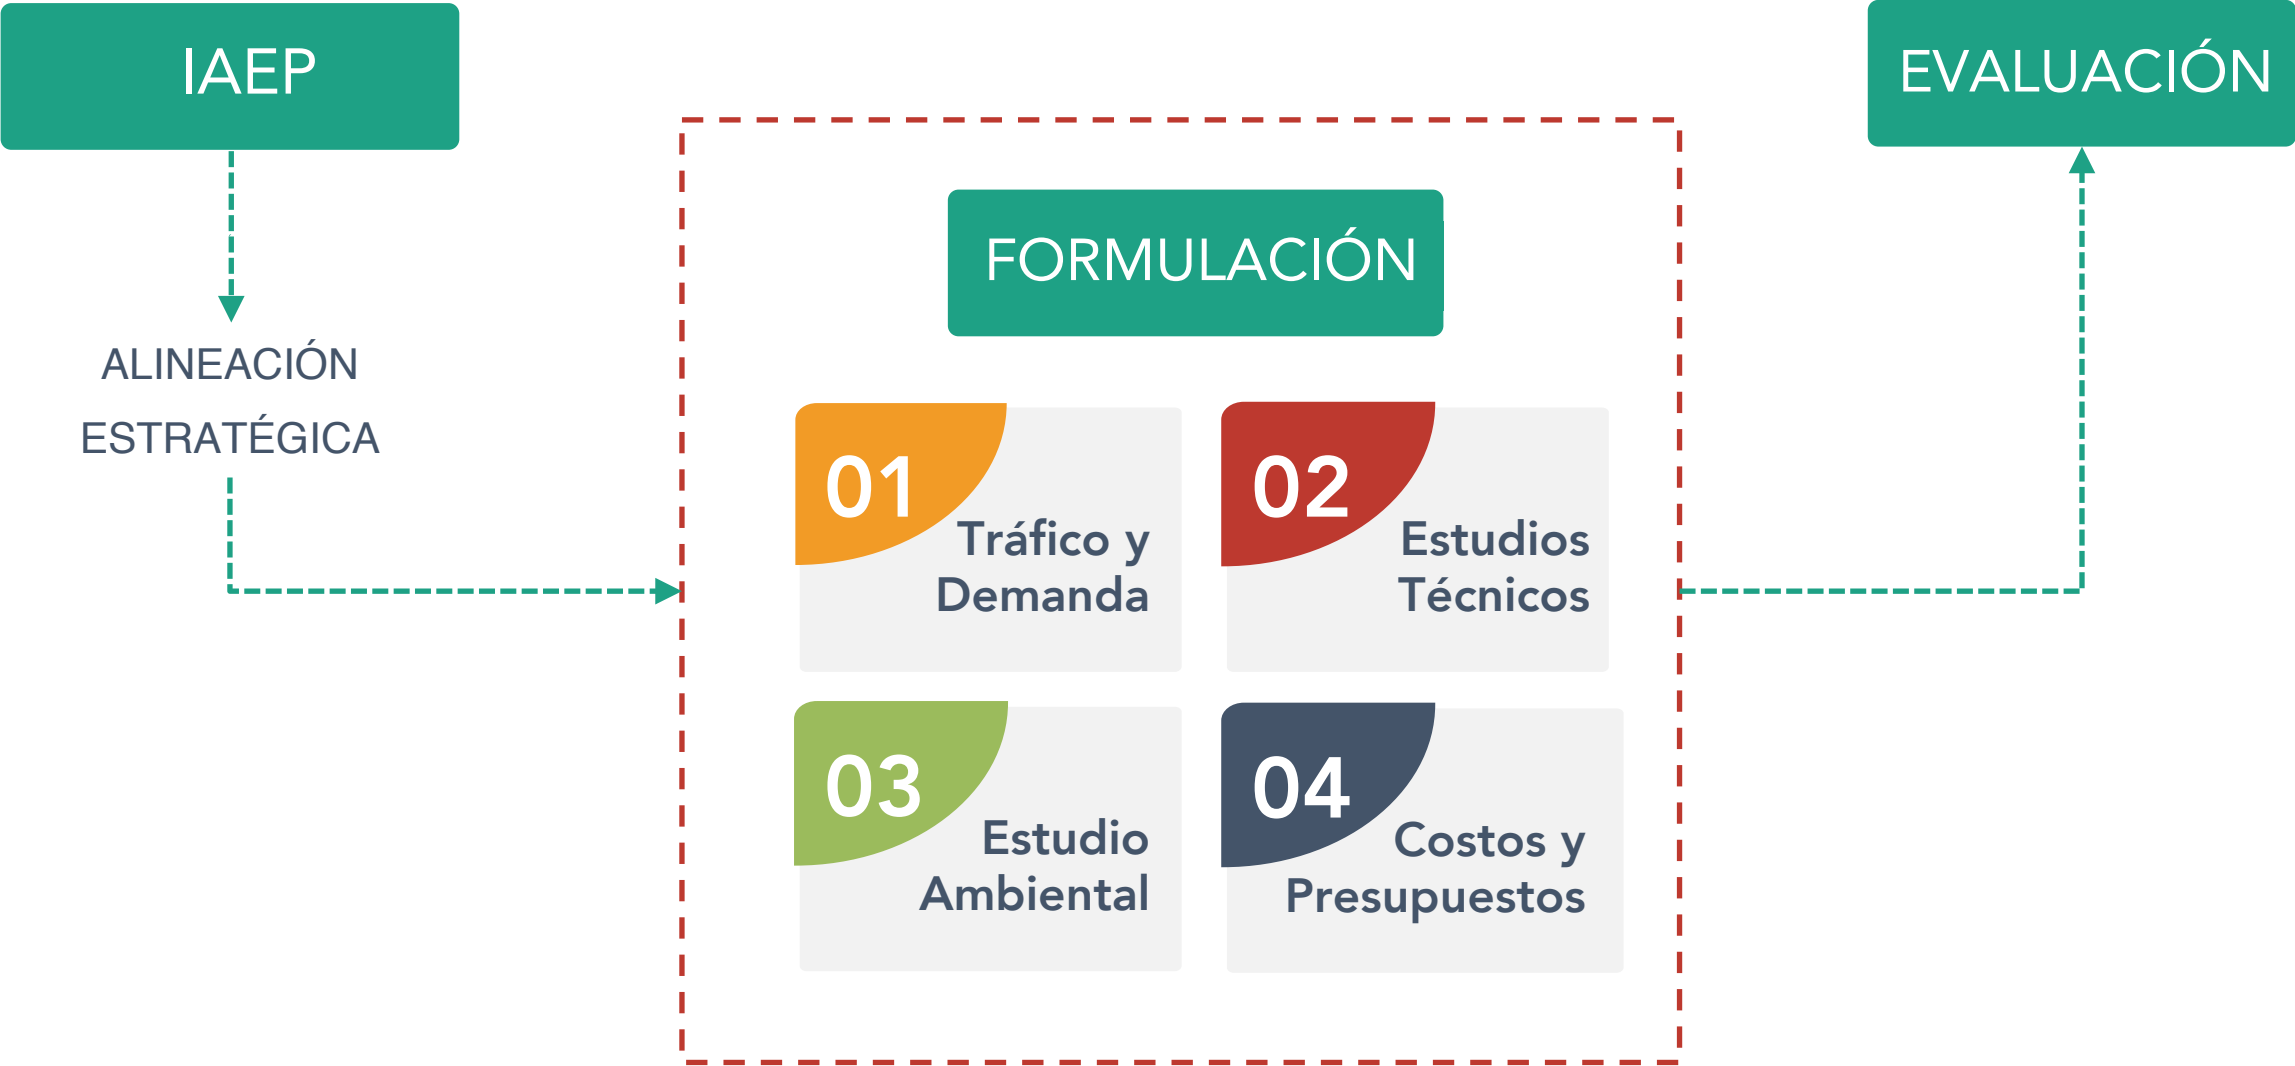 IAEP
ALINEACIÓN
ESTRATÉGICA
FORMULACIÓN
01
Tráfico y
Demanda
02
Estudios
Técnicos
03
Estudio
Ambiental
04
Costos y
Presupuestos
EVALUACIÓN